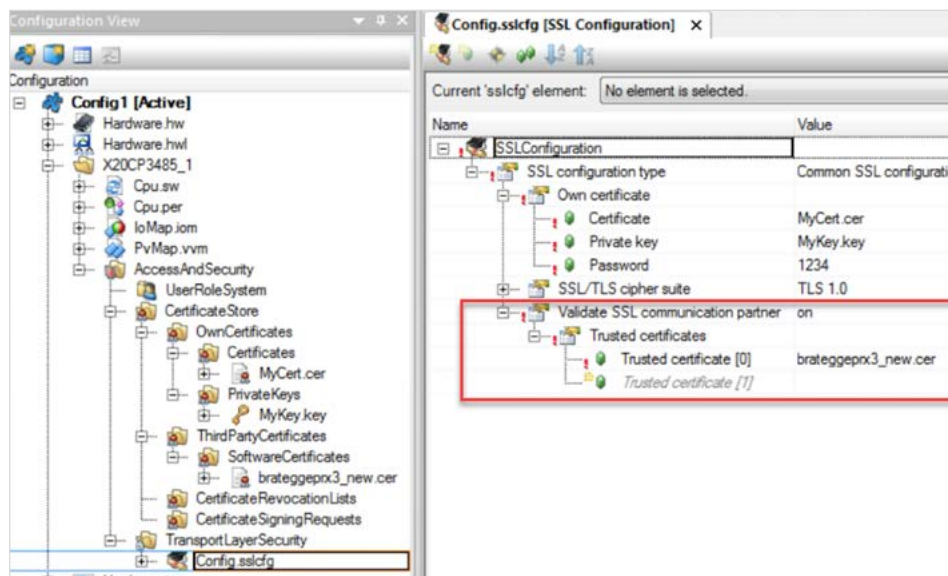 Configuration View
Configuration
Config1 [Active]
Hardware.hw
Hardware.hwl
X20CP3485_1
Cpu.sw
Cpu.per
IoMap.iom
PvMap.vvm
AccessAndSecurity
UserRoleSystem
CertificateStore
OwnCertificates
Certificates
MyCert.cer
PrivateKeys
MyKey.key
ThirdPartyCertificates
SoftwareCertificates
brateggeprx3_new.cer
CertificateRevocationLists
CertificateSigningRequests
TransportLayerSecurity
Config.sslcfg
Config.sslcfg [SSL Configuration] X
Current 'sslcfg' element: No element is selected.
Name Value
SSLConfiguration
SSL configuration type Common SSL configurati
Own certificate
Certificate MyCert.cer
Private key MyKey.key
Password 1234
SSL/TLS cipher suite TLS 1.0
Validate SSL communication partner on
Trusted certificates
Trusted certificate [0] brateggeprx3_new.cer
Trusted certificate [1]